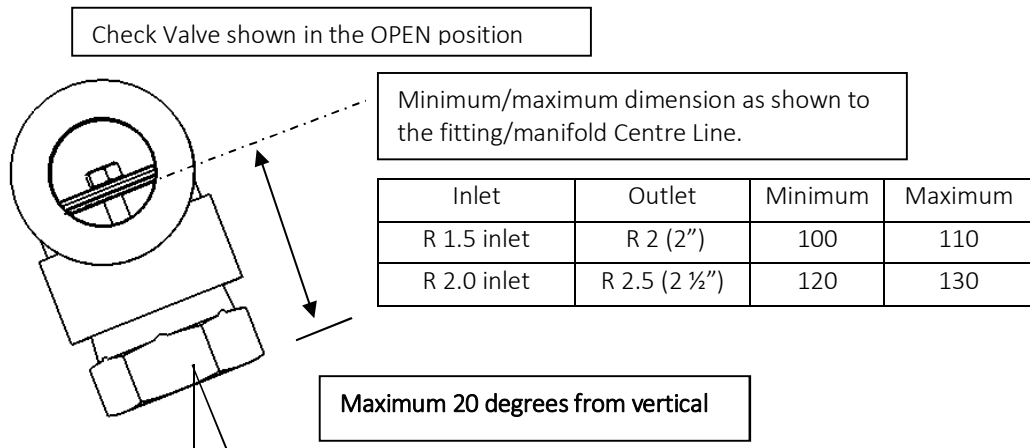 Check Valve shown in the OPEN position
Minimum/maximum dimension as shown to
the fitting/manifold Centre Line.
Inlet Outlet Minimum Maximum
R 1.5 inlet R 2 (2”) 100 110
R 2.0 inlet R 2.5 (2 ½”) 120 130
Maximum 20 degrees from vertical